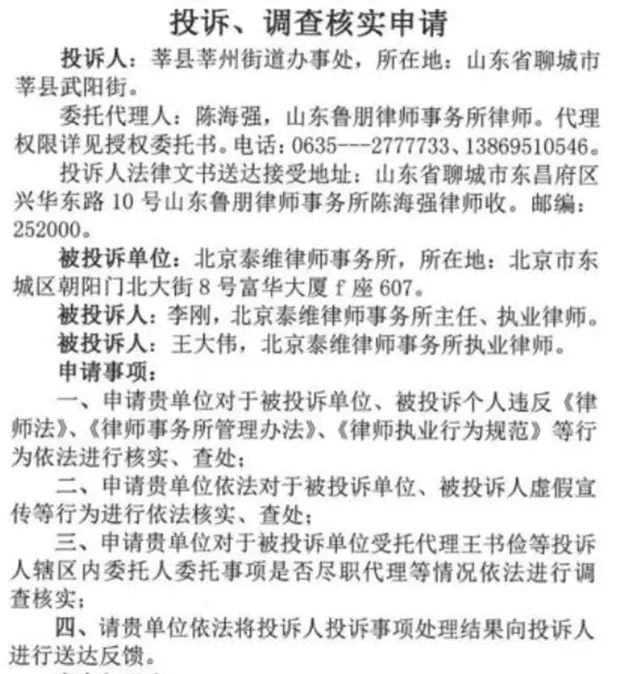 投诉、调查核实申请
投诉人：莘县莘州街道办事处，所在地：山东省聊城市
莘县武阳街。
委托代理人：陈海强，山东鲁朋律师事务所律师。代理
权限详见授权委托书。电话：0635---2777733、13869510546。
投诉人法律文书送达接受地址：山东省聊城市东昌府区
兴华东路 10 号山东鲁朋律师事务所陈海强律师收。邮编：
252000。
被投诉单位：北京泰维律师事务所，所在地：北京市东
城区朝阳门北大街 8 号富华大厦 f 座 607。
被投诉人：李刚，北京泰维律师事务所主任、执业律师。
被投诉人：王大伟，北京泰维律师事务所执业律师。
申请事项：
一、申请贵单位对于被投诉单位、被投诉个人违反《律
师法》、《律师事务所管理办法》、《律师执业行为规范》等行
为依法进行核实、查处；
二、申请贵单位依法对于被投诉单位、被投诉人虚假宣
传等行为进行依法核实、查处；
三、申请贵单位对于被投诉单位受托代理王书俭等投诉
人辖区内委托人委托事项是否尽职代理等情况依法进行调
查核实；
四、请贵单位依法将投诉人投诉事项处理结果向投诉人
进行送达反馈。